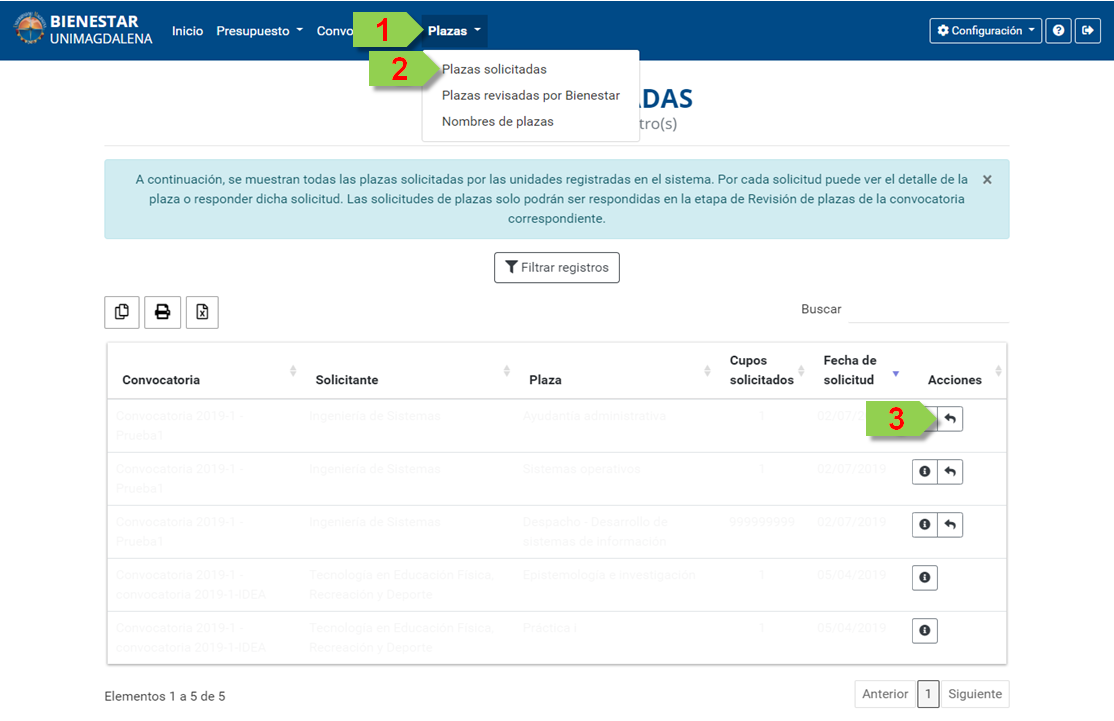 BIENESTAR
UNIMAGDALENA
Inicio Presupuesto Convo 1 Plazas Configuración
2 Plazas solicitadas
Plazas revisadas por Bienestar
Nombres de plazas
ADAS
tro(s)
A continuación, se muestran todas las plazas solicitadas por las unidades registradas en el sistema. Por cada solicitud puede ver el detalle de la
plaza o responder dicha solicitud. Las solicitudes de plazas solo podrán ser respondidas en la etapa de Revisión de plazas de la convocatoria
correspondiente.
Filtrar registros
Buscar
Convocatoria Solicitante Plaza Cupos solicitados Fecha de solicitud Acciones
Convocatoria 2019-1 - Ingeniería de Sistemas Ayudantía administrativa 1 02/07/2 3
Prueba1
Convocatoria 2019-1 - Ingeniería de Sistemas Sistemas operativos 1 02/07/2019
Prueba1
Convocatoria 2019-1 - Ingeniería de Sistemas Despacho - Desarrollo de 999999999 02/07/2019
Prueba1 sistemas de información
Convocatoria 2019-1 - Tecnología en Educación Física, Epistemología e investigación 1 05/04/2019
convocatoria 2019-1-IDEA Recreación y Deporte
Convocatoria 2019-1 - Tecnología en Educación Física, Práctica I 1 05/04/2019
convocatoria 2019-1-IDEA Recreación y Deporte
Elementos 1 a 5 de 5
Anterior 1 Siguiente